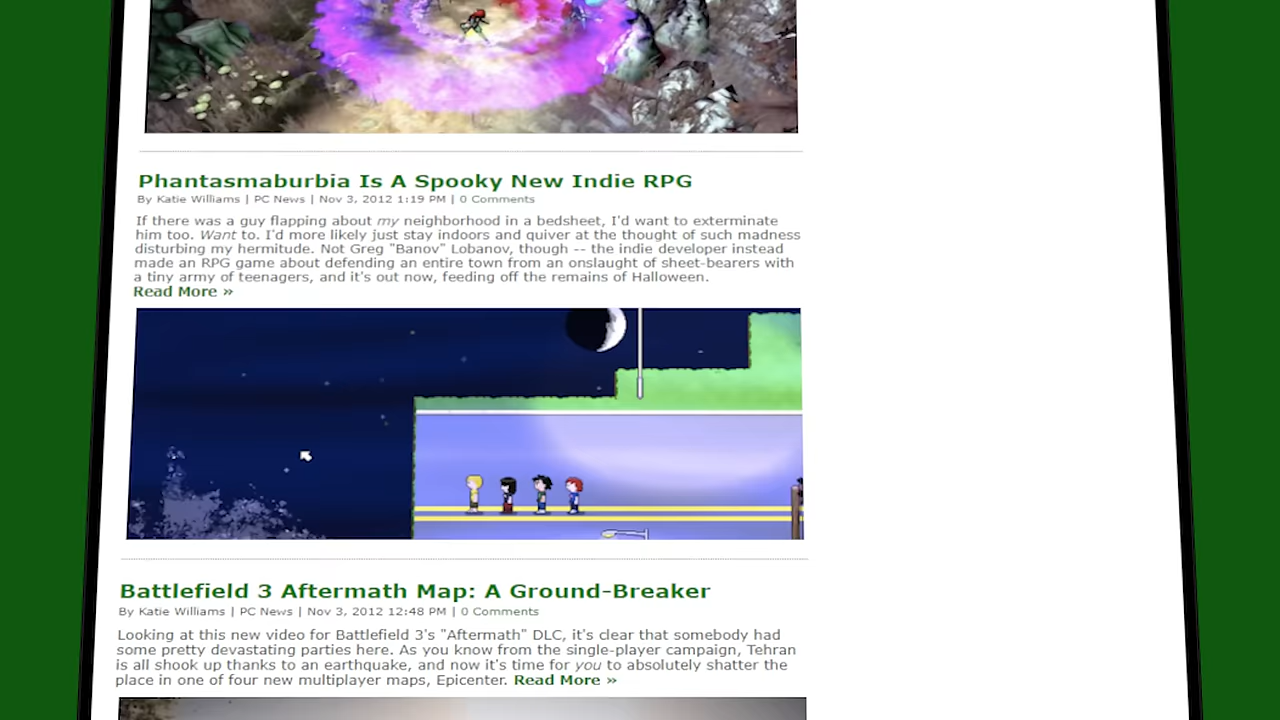 Phantasmaburbia Is A Spooky New Indie RPG
By Katie Williams | PC News | Nov 3, 2012 1:19 PM | 0 Comments
If there was a guy flapping about my neighborhood in a bedsheet, I'd want to exterminate
him too. Want to. I'd more likely just stay indoors and quiver at the thought of such madness
disturbing my hermitude. Not Greg "Banov" Lobanov, though -- the indie developer instead
made an RPG game about defending an entire town from an onslaught of sheet-bearers with
a tiny army of teenagers, and it's out now, feeding off the remains of Halloween.
Read More »
Battlefield 3 Aftermath Map: A Ground-Breaker
By Katie Williams | PC News | Nov 3, 2012 12:48 PM | 0 Comments
Looking at this new video for Battlefield 3's "Aftermath" DLC, it's clear that somebody had
some pretty devastating parties here. As you know from the single-player campaign, Tehran
is all shook up thanks to an earthquake, and now it's time for you to absolutely shatter the
place in one of four new multiplayer maps, Epicenter. Read More »